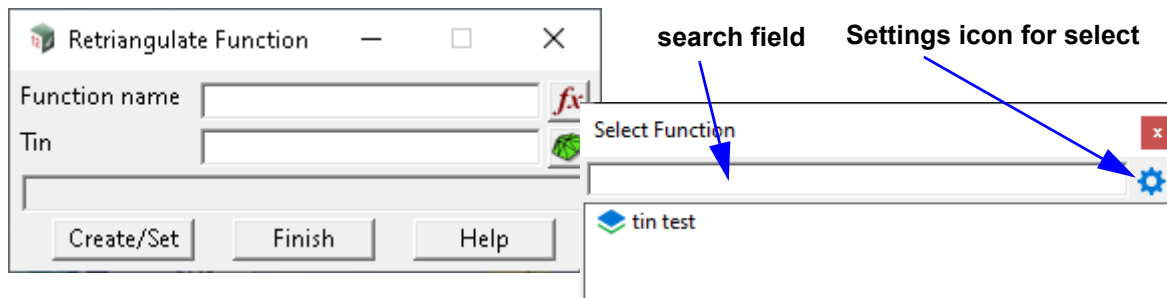 Retriangulate Function
search field
Settings icon for select
Function name
fx
Select Function
x
Tin
tin test
Create/Set
Finish
Help